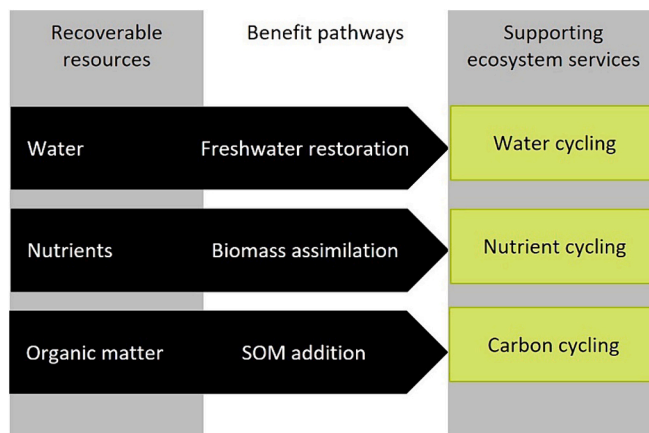 Recoverable
resources
Benefit pathways
Supporting
ecosystem services
Water
Freshwater restoration
Water cycling
Nutrients
Biomass assimilation
Nutrient cycling
Organic matter
SOM addition
Carbon cycling